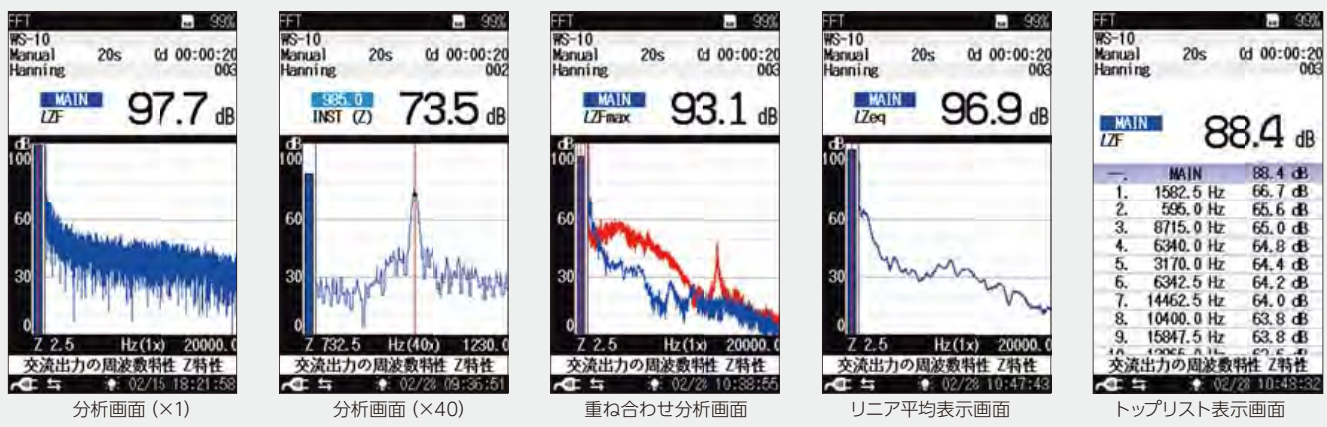 FFT 99%
WS-10
Manual 20s 0d 00:00:20
Hanning 003
MAIN
LZF 97.7 dB
dB
100
60
30
0
Z 2.5 Hz(1x) 20000.0
交流出力の周波数特性 Z特性
02/15 18:21:58
分析画面 (×1)
FFT 99%
WS-10
Manual 20s 0d 00:00:20
Hanning 002
985.0
INST (Z) 73.5 dB
dB
100
60
30
0
Z 732.5 Hz(40x) 1230.0
交流出力の周波数特性 Z特性
02/28 09:36:51
分析画面 (×40)
FFT 99%
WS-10
Manual 20s 0d 00:00:20
Hanning 003
MAIN
LZFmax 93.1 dB
dB
100
60
30
0
Z 2.5 Hz(1x) 20000.0
交流出力の周波数特性 Z特性
02/28 10:38:55
重ね合わせ分析画面
FFT 99%
WS-10
Manual 20s 0d 00:00:20
Hanning 003
MAIN
LZeq 96.9 dB
dB
100
60
30
0
Z 2.5 Hz(1x) 20000.0
交流出力の周波数特性 Z特性
02/28 10:47:43
リニア平均表示画面
FFT 99%
WS-10
Manual 20s 0d 00:00:20
Hanning 003
MAIN
LZF 88.4 dB
--. MAIN 88.4 dB
1. 1582.5 Hz 66.7 dB
2. 595.0 Hz 65.6 dB
3. 8715.0 Hz 65.0 dB
4. 6340.0 Hz 64.8 dB
5. 3170.0 Hz 64.4 dB
6. 6342.5 Hz 64.2 dB
7. 14462.5 Hz 64.0 dB
8. 10400.0 Hz 63.8 dB
9. 15847.5 Hz 63.8 dB
交流出力の周波数特性 Z特性
02/28 10:48:32
トップリスト表示画面